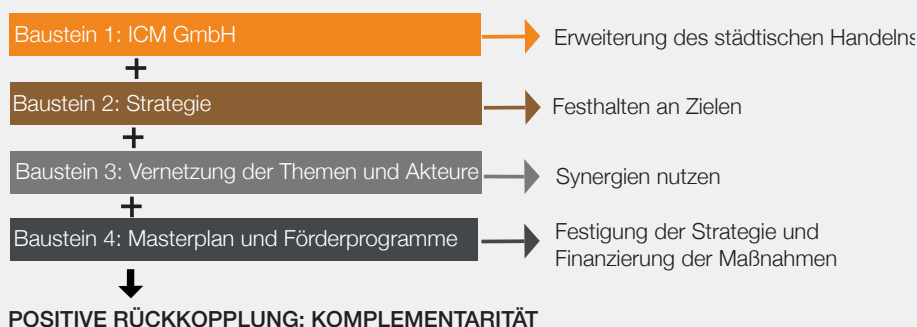 Baustein 1: ICM GmbH
Erweiterung des städtischen Handelns
+
Baustein 2: Strategie
Festhalten an Zielen
+
Baustein 3: Vernetzung der Themen und Akteure
Synergien nutzen
+
Baustein 4: Masterplan und Förderprogramme
Festigung der Strategie und
Finanzierung der Maßnahmen
POSITIVE RÜCKKOPPLUNG: KOMPLEMENTARITÄT